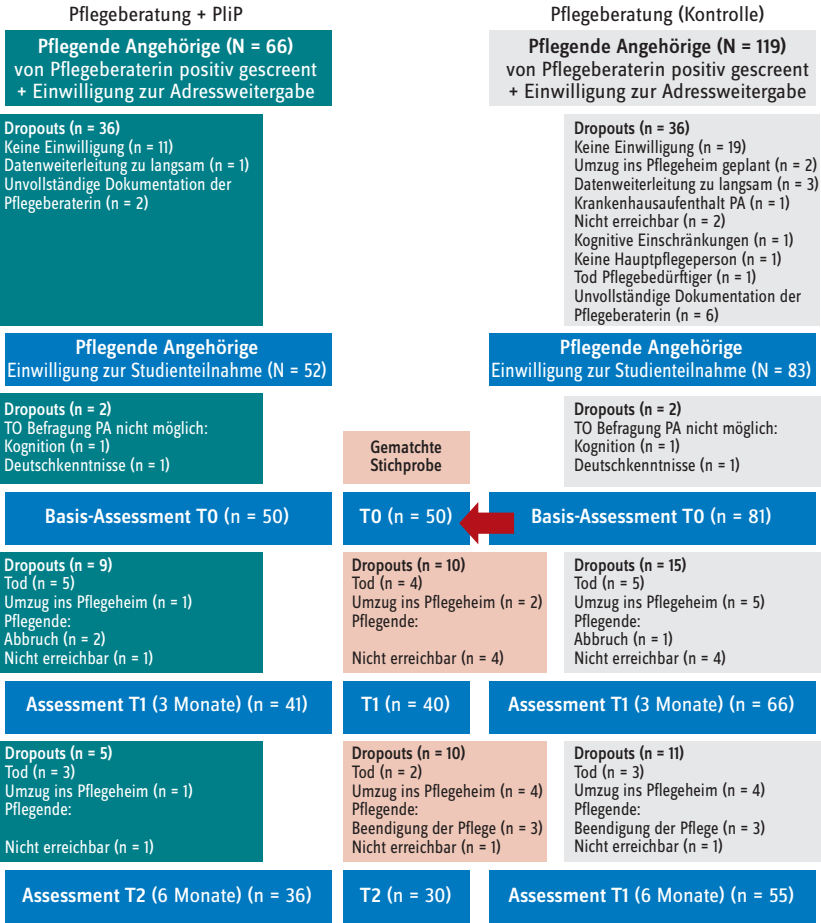 Pflegeberatung + PliP
Pflegeberatung (Kontrolle)
Pflegende Angehörige (N = 66)
von Pflegeberaterin positiv gescreent
+ Einwilligung zur Adressweitergabe
Pflegende Angehörige (N = 119)
von Pflegeberaterin positiv gescreent
+ Einwilligung zur Adressweitergabe
Dropouts (n = 36)
Keine Einwilligung (n = 11)
Datenweiterleitung zu langsam (n = 1)
Unvollständige Dokumentation der
Pflegeberaterin (n = 2)
Dropouts (n = 36)
Keine Einwilligung (n = 19)
Umzug ins Pflegeheim geplant (n = 2)
Datenweiterleitung zu langsam (n = 3)
Krankenhausaufenthalt PA (n = 1)
Nicht erreichbar (n = 2)
Kognitive Einschränkungen (n = 1)
Keine Hauptpflegeperson (n = 1)
Tod Pflegebedürftiger (n = 1)
Unvollständige Dokumentation der
Pflegeberaterin (n = 6)
Pflegende Angehörige
Einwilligung zur Studienteilnahme (N = 52)
Pflegende Angehörige
Einwilligung zur Studienteilnahme (N = 83)
Dropouts (n = 2)
TO Befragung PA nicht möglich:
Kognition (n = 1)
Deutschkenntnisse (n = 1)
Gematchte
Stichprobe
Dropouts (n = 2)
TO Befragung PA nicht möglich:
Kognition (n = 1)
Deutschkenntnisse (n = 1)
Basis-Assessment T0 (n = 50)
T0 (n = 50)
Basis-Assessment T0 (n = 81)
Dropouts (n = 9)
Tod (n = 5)
Umzug ins Pflegeheim (n = 1)
Pflegende:
Abbruch (n = 2)
Nicht erreichbar (n = 1)
Dropouts (n = 10)
Tod (n = 4)
Umzug ins Pflegeheim (n = 2)
Pflegende:
Nicht erreichbar (n = 4)
Dropouts (n = 15)
Tod (n = 5)
Umzug ins Pflegeheim (n = 5)
Pflegende:
Abbruch (n = 1)
Nicht erreichbar (n = 4)
Assessment T1 (3 Monate) (n = 41)
T1 (n = 40)
Assessment T1 (3 Monate) (n = 66)
Dropouts (n = 5)
Tod (n = 3)
Umzug ins Pflegeheim (n = 1)
Pflegende:
Nicht erreichbar (n = 1)
Dropouts (n = 10)
Tod (n = 2)
Umzug ins Pflegeheim (n = 4)
Pflegende:
Beendigung der Pflege (n = 3)
Nicht erreichbar (n = 1)
Dropouts (n = 11)
Tod (n = 3)
Umzug ins Pflegeheim (n = 4)
Pflegende:
Beendigung der Pflege (n = 3)
Nicht erreichbar (n = 1)
Assessment T2 (6 Monate) (n = 36)
T2 (n = 30)
Assessment T1 (6 Monate) (n = 55)